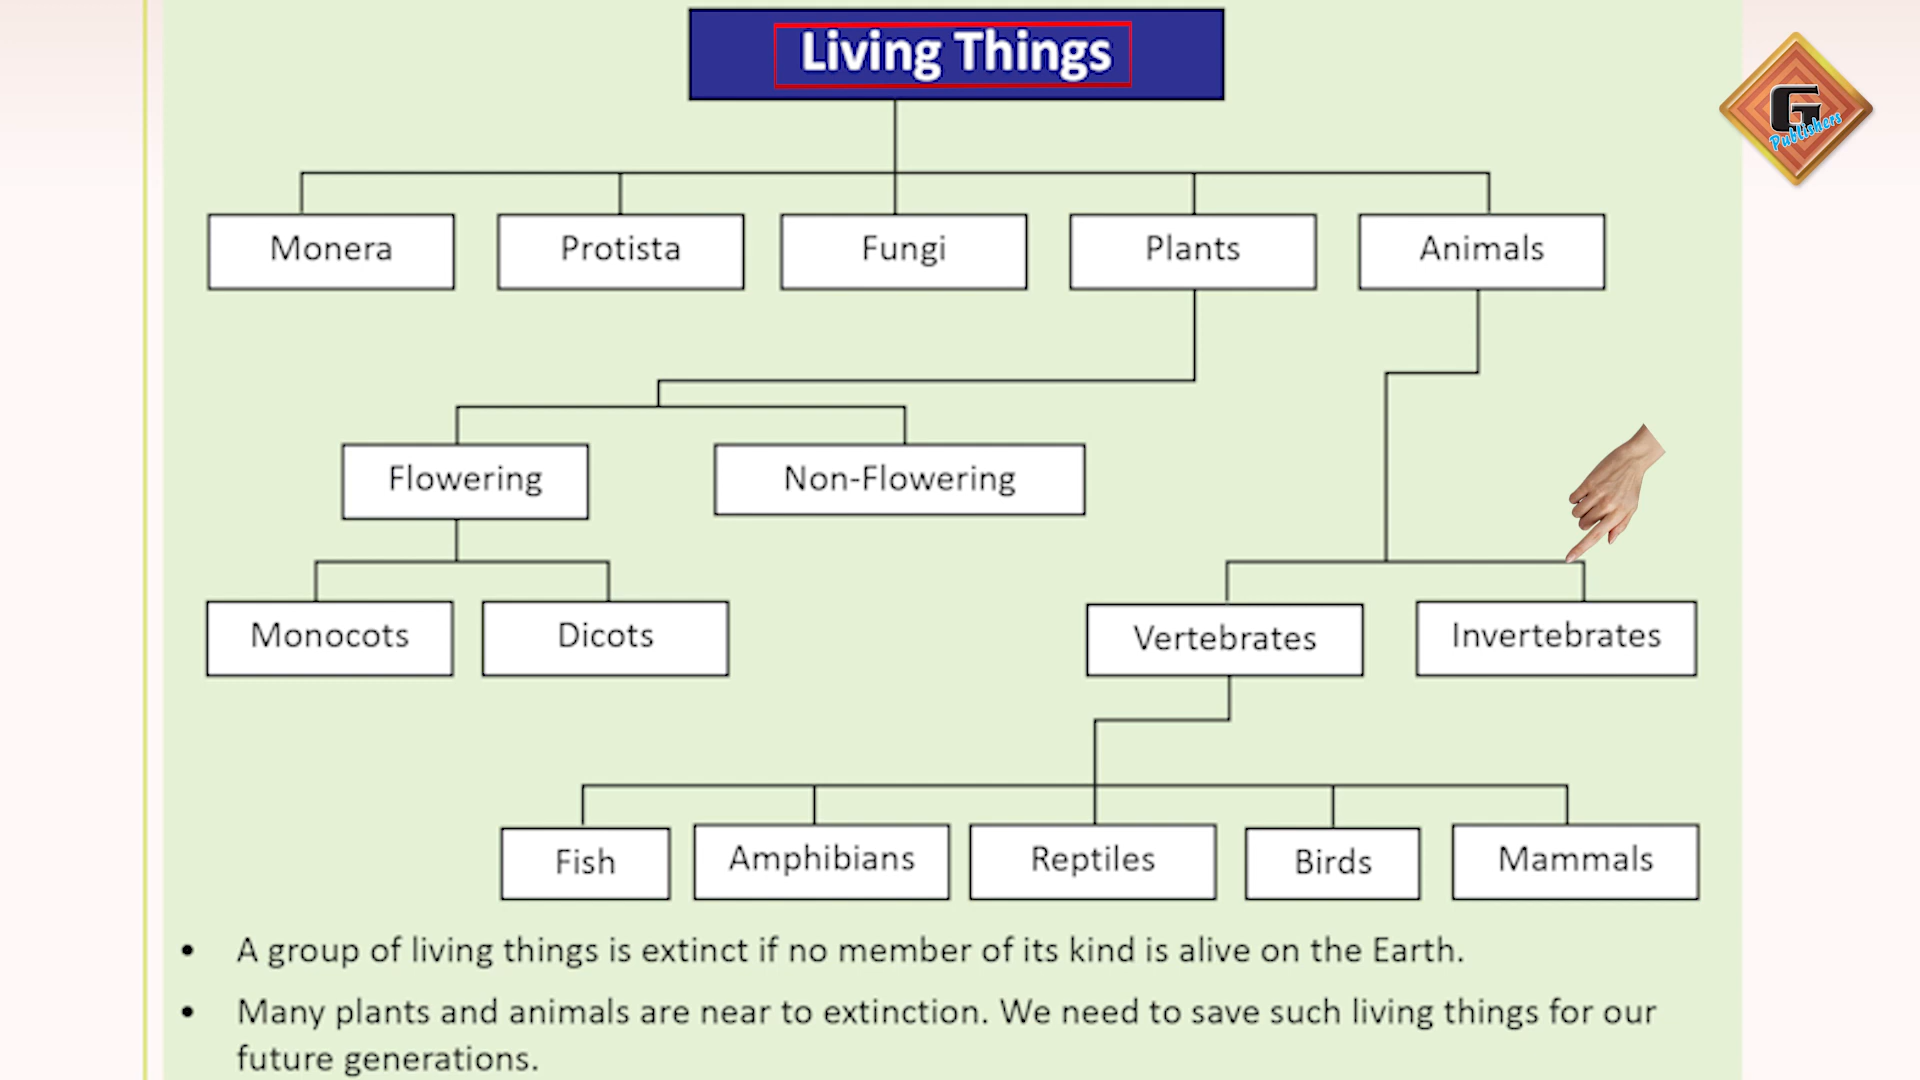 Living Things
G
Publishers
Monera
Protista
Fungi
Plants
Animals
Flowering
Non-Flowering
Monocots
Dicots
Vertebrates
Invertebrates
Fish
Amphibians
Reptiles
Birds
Mammals
• A group of living things is extinct if no member of its kind is alive on the Earth.
• Many plants and animals are near to extinction. We need to save such living things for our
future generations.